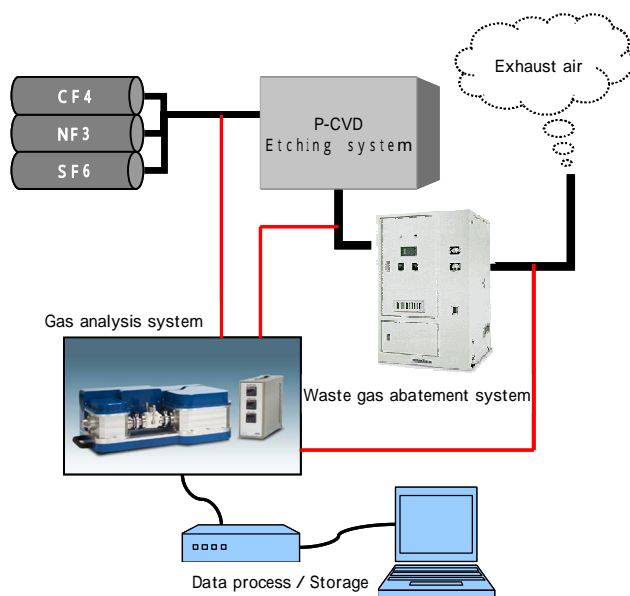 CF4
NF3
SF6
P-CVD
Etching system
Exhaust air
Gas analysis system
Waste gas abatement system
Data process / Storage